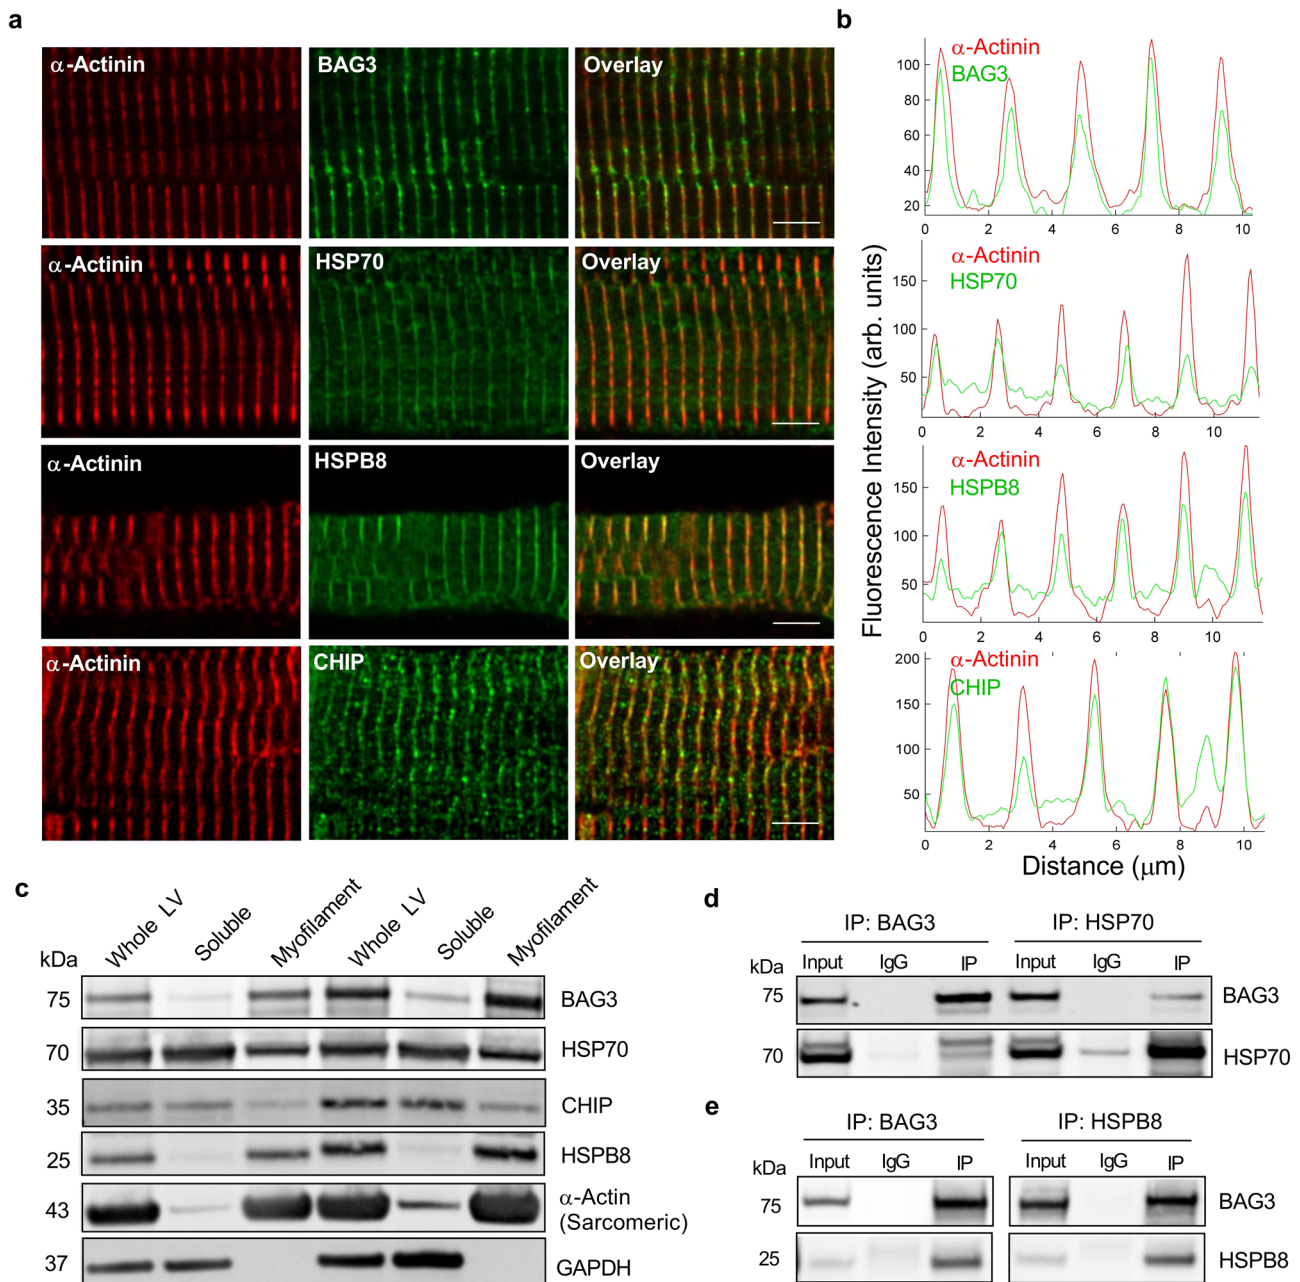 a
α-Actinin BAG3 Overlay
α-Actinin HSP70 Overlay
α-Actinin HSPB8 Overlay
α-Actinin CHIP Overlay
b
Fluorescence Intensity (arb. units)
α-Actinin
BAG3
100
80
60
40
20
0 2 4 6 8 10
α-Actinin
HSP70
150
100
50
0 2 4 6 8 10
α-Actinin
HSPB8
150
100
50
0 2 4 6 8 10
α-Actinin
CHIP
200
150
100
50
0 2 4 6 8 10
Distance (μm)
c
Whole LV Soluble Myofilament Whole LV Soluble Myofilament
kDa
75 BAG3
70 HSP70
35 CHIP
25 HSPB8
43 α-Actin
(Sarcomeric)
37 GAPDH
d
IP: BAG3 IP: HSP70
kDa Input IgG IP Input IgG IP
75 BAG3
70 HSP70
e
IP: BAG3 IP: HSPB8
kDa Input IgG IP Input IgG IP
75 BAG3
25 HSPB8